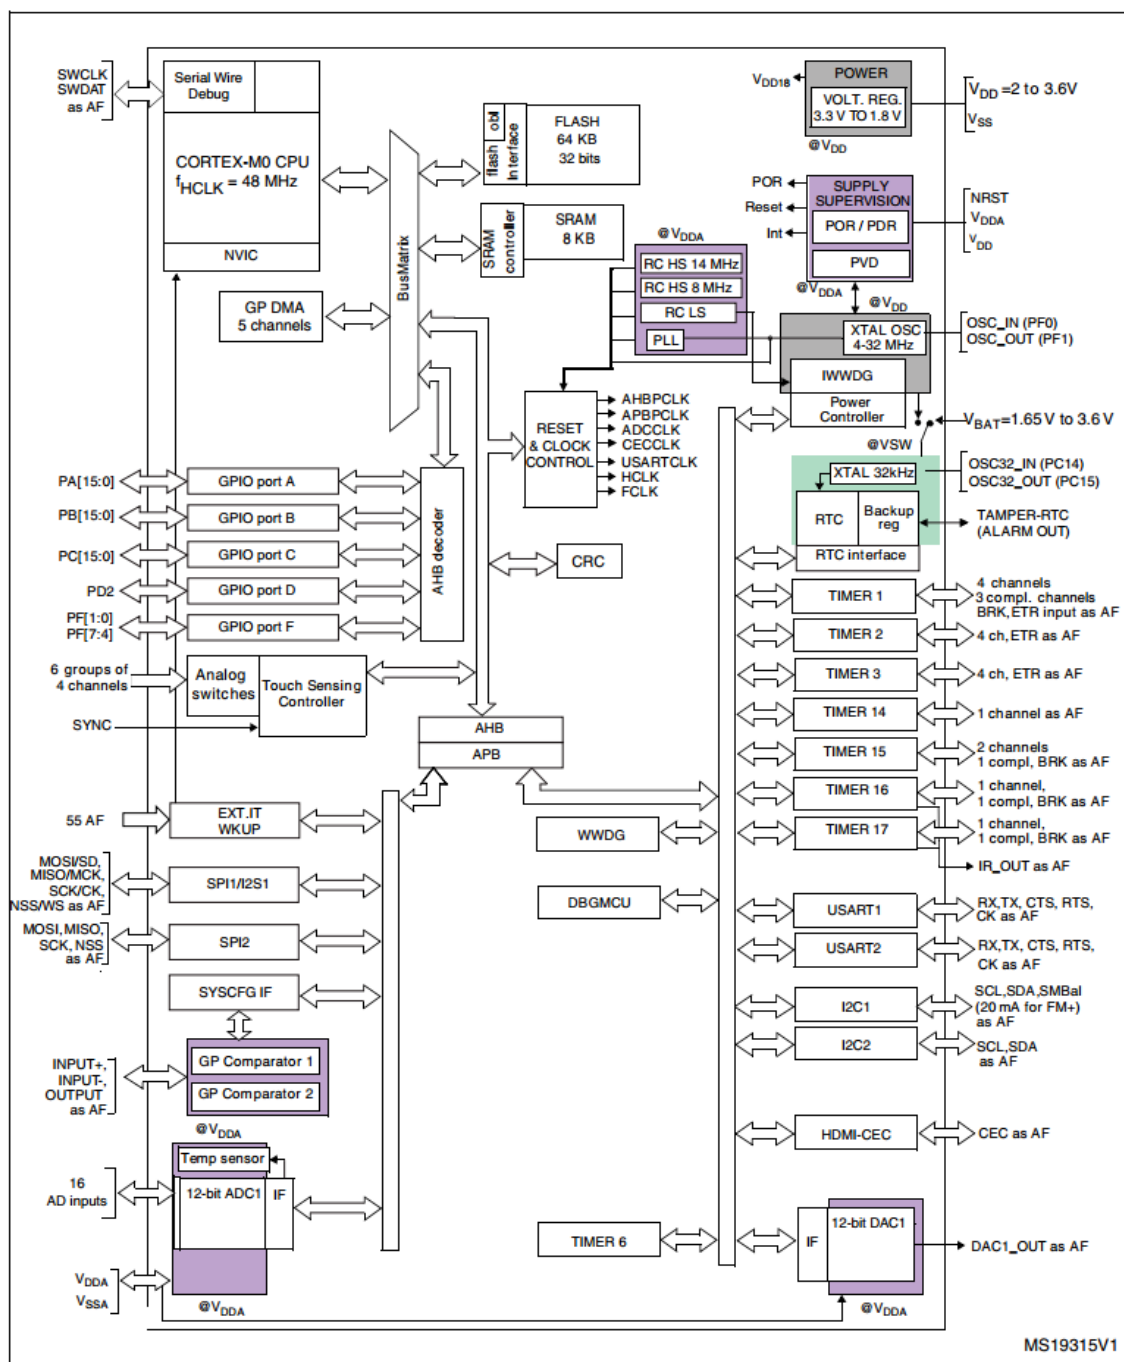 SWCLK
SWDAT
as AF
Serial Wire
Debug
CORTEX-M0 CPU
fHCLK = 48 MHz
NVIC
GP DMA
5 channels
BusMatrix
obl
flash
Interface
FLASH
64 KB
32 bits
SRAM
controller
SRAM
8 KB
POWER
VOLT. REG.
3.3 V TO 1.8 V
VDD18
VDD =2 to 3.6V
VSS
@VDD
SUPPLY
SUPERVISION
POR / PDR
PVD
POR
Reset
Int
NRST
VDDA
VDD
@VDDA
@VDD
@VDDA
RC HS 14 MHz
RC HS 8 MHz
RC LS
PLL
XTAL OSC
4-32 MHz
OSC_IN (PF0)
OSC_OUT (PF1)
IWWDG
Power
Controller
VBAT=1.65 V to 3.6 V
@VSW
RESET
& CLOCK
CONTROL
AHBPCLK
APBPCLK
ADCCLK
CECCLK
USARTCLK
HCLK
FCLK
XTAL 32kHz
OSC32_IN (PC14)
OSC32_OUT (PC15)
RTC
Backup
reg
TAMPER-RTC
(ALARM OUT)
RTC interface
PA[15:0]
GPIO port A
PB[15:0]
GPIO port B
PC[15:0]
GPIO port C
PD2
GPIO port D
PF[1:0]
PF[7:4]
GPIO port F
AHB decoder
CRC
6 groups of
4 channels
Analog
switches
Touch Sensing
Controller
SYNC
AHB
APB
TIMER 1
4 channels
3 compl. channels
BRK,ETR input as AF
TIMER 2
4 ch, ETR as AF
TIMER 3
4 ch, ETR as AF
TIMER 14
1 channel as AF
TIMER 15
2 channels
1 compl, BRK as AF
TIMER 16
1 channel,
1 compl, BRK as AF
TIMER 17
1 channel,
1 compl, BRK as AF
IR_OUT as AF
55 AF
EXT.IT
WKUP
WWDG
DBGMCU
MOSI/SD,
MISO/MCK,
SCK/CK,
NSS/WS as AF
SPI1/I2S1
MOSI, MISO,
SCK, NSS
as AF
SPI2
SYSCFG IF
USART1
RX,TX, CTS, RTS,
CK as AF
USART2
RX,TX, CTS, RTS,
CK as AF
I2C1
SCL,SDA,SMBal
(20 mA for FM+)
as AF
I2C2
SCL,SDA
as AF
INPUT+,
INPUT-,
OUTPUT
as AF
GP Comparator 1
GP Comparator 2
@VDDA
HDMI-CEC
CEC as AF
Temp sensor
16
AD inputs
12-bit ADC1
IF
TIMER 6
IF
12-bit DAC1
DAC1_OUT as AF
VDDA
VSSA
@VDDA
@VDDA
MS19315V1